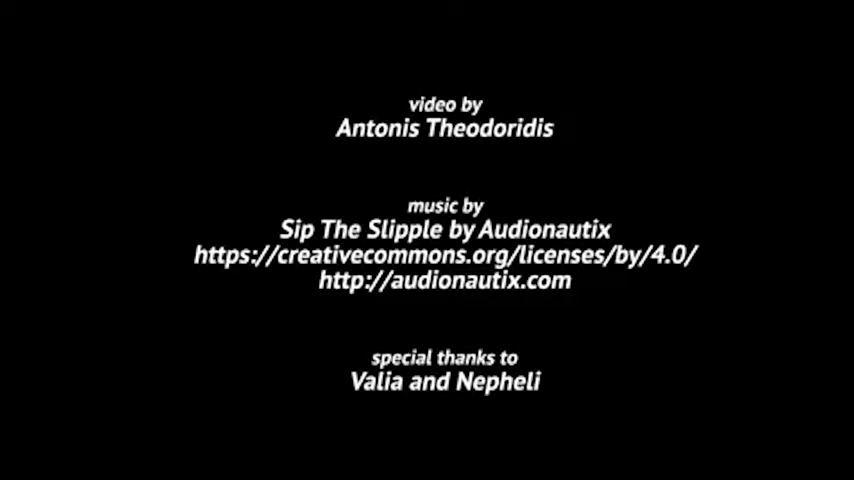 video by
Antonis Theodoridis
music by
Sip The Slipple by Audionautix
https://creativecommons.org/licenses/by/4.0/
http://audionautix.com
special thanks to
Valia and Nepheli